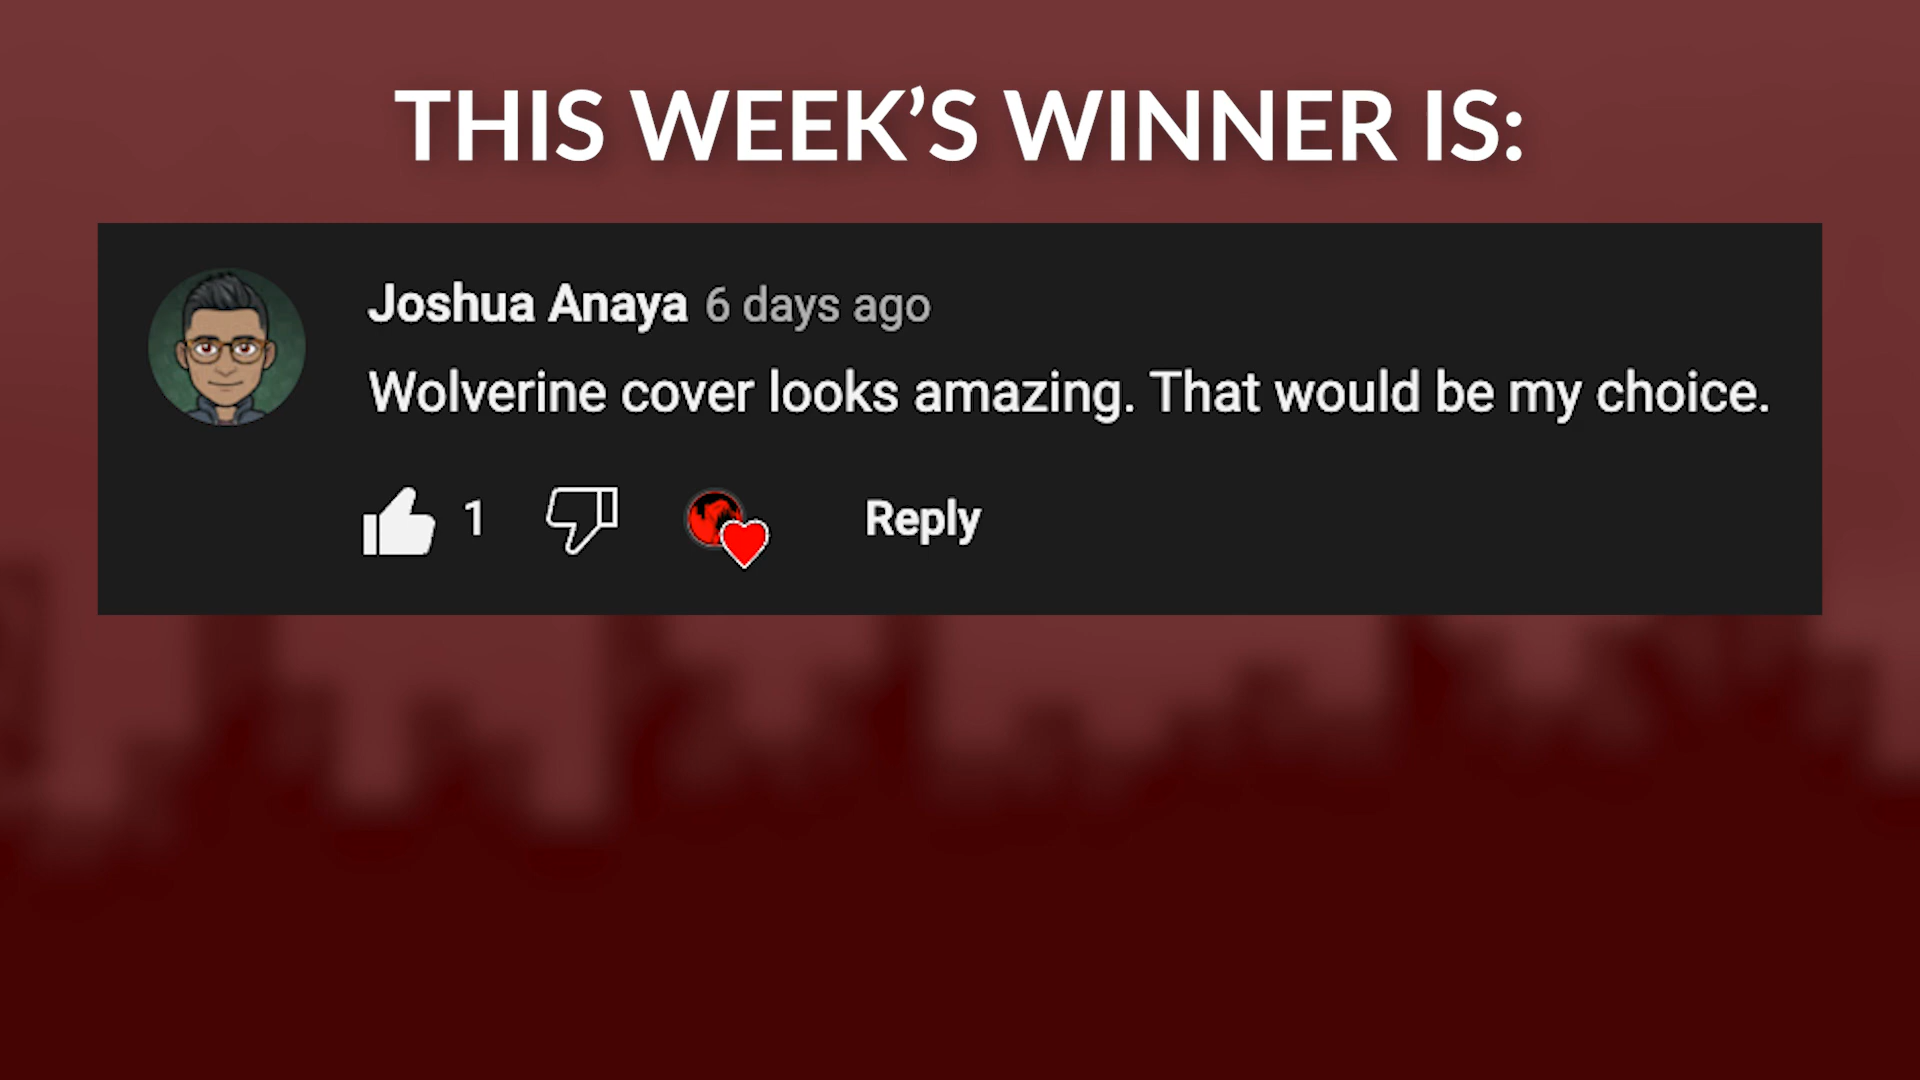 THIS WEEK’S WINNER IS:
Joshua Anaya 6 days ago
Wolverine cover looks amazing. That would be my choice.
1 Reply